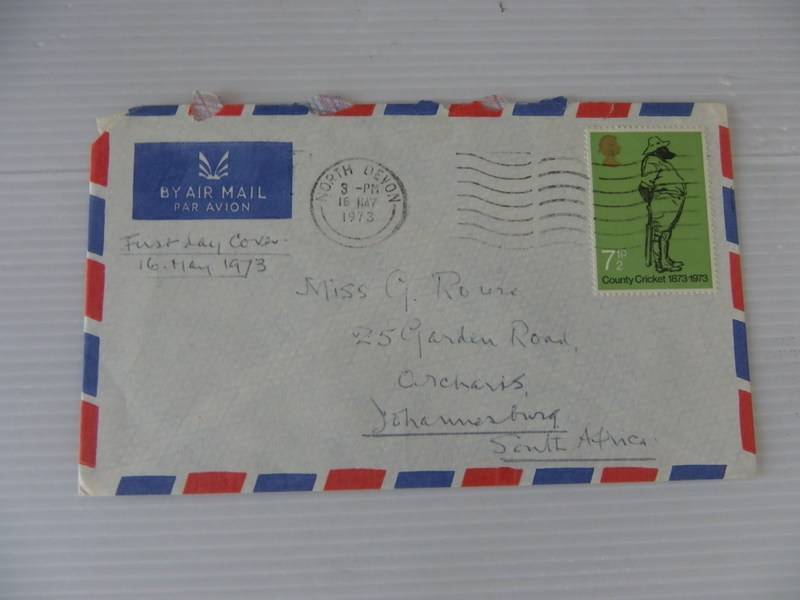 BY AIR MAIL
PAR AVION
NORTH DEVON
3 -PM
16 MAY
1973
7½P
County Cricket 1873-1973
First day Cover.
16. May 1973
Miss G. Rouse
25 Garden Road,
Orchards,
Johannesburg
South Africa.